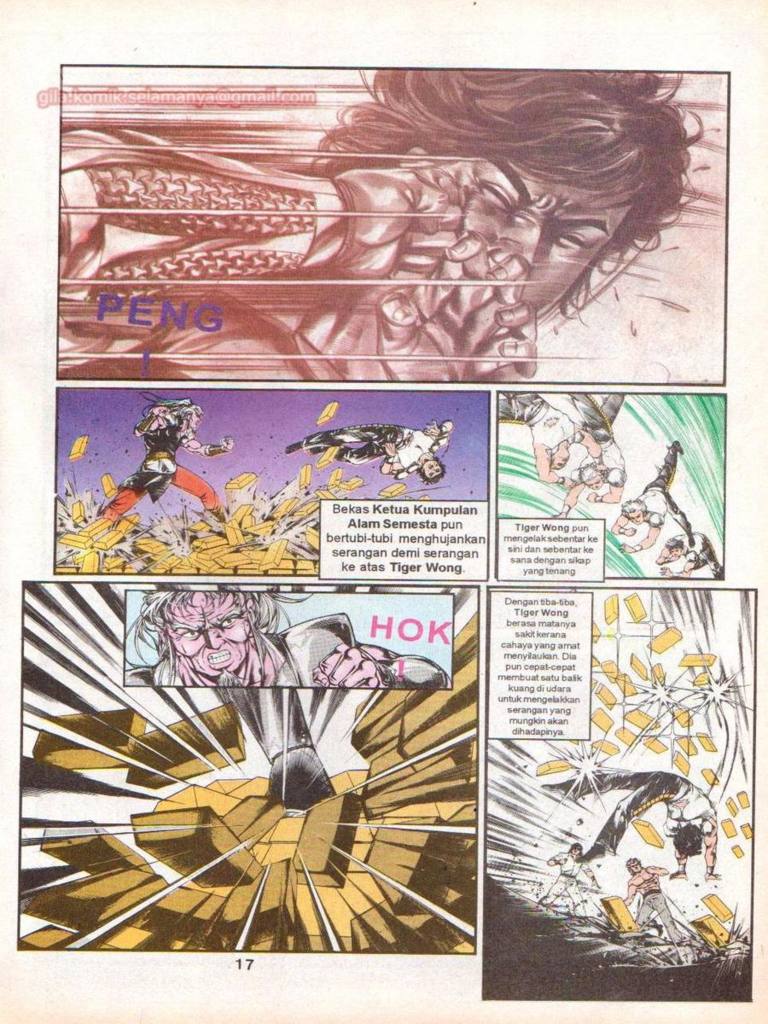 gila.komik.selamanya@gmail.com
PENG
!
Bekas Ketua Kumpulan
Alam Semesta pun
bertubi-tubi menghujankan
serangan demi serangan
ke atas Tiger Wong.
Tiger Wong pun
mengelak sebentar ke
sini dan sebentar ke
sana dengan sikap
yang tenang
HOK
!
Dengan tiba-tiba,
Tiger Wong
berasa matanya
sakit kerana
cahaya yang amat
menyilaukan. Dia
pun cepat-cepat
membuat satu balik
kuang di udara
untuk mengelakkan
serangan yang
mungkin akan
dihadapinya.
17